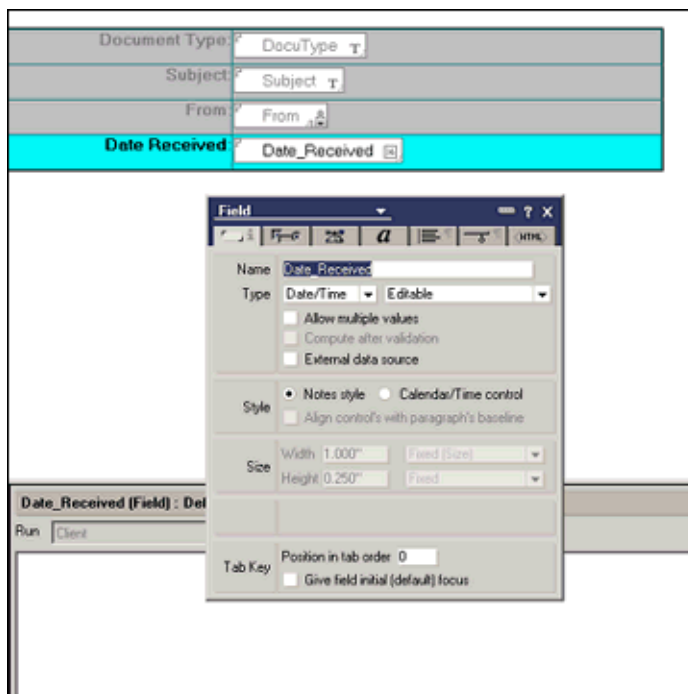 Document Type: DocuType T
Subject: Subject T
From: From
Date Received: Date_Received 16
Field ? X
a <HTML>
Name Date_Received
Type Date/Time Editable
Allow multiple values
Compute after validation
External data source
Style Notes style Calendar/Time control
Align control's with paragraph's baseline
Size Width 1.000" Fixed (Size)
Height 0.250" Fixed
Date_Received (Field) : Def
Run Client
Tab Key Position in tab order 0
Give field initial (default) focus